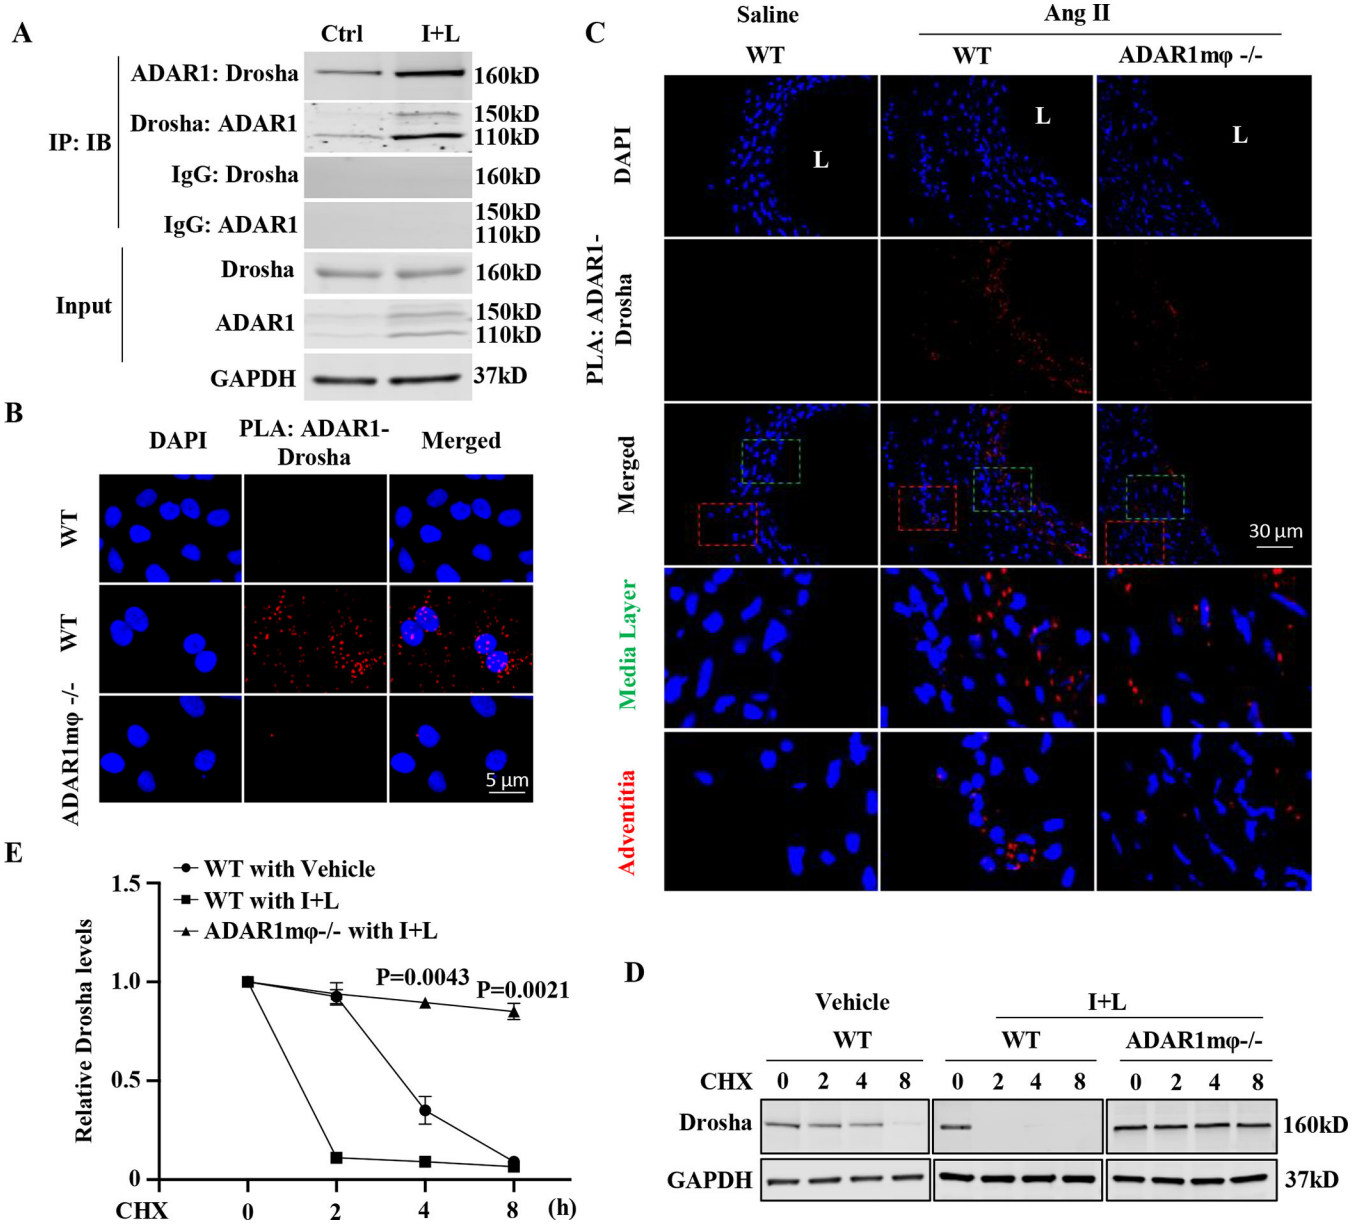 A
Ctrl I+L
IP: IB
ADAR1: Drosha 160kD
Drosha: ADAR1 150kD
110kD
IgG: Drosha 160kD
IgG: ADAR1 150kD
110kD
Input
Drosha 160kD
ADAR1 150kD
110kD
GAPDH 37kD
B
DAPI PLA: ADAR1-Drosha Merged
WT
WT
ADAR1mφ -/-
5 μm
C
Saline Ang II
WT WT ADAR1mφ -/-
DAPI
L L L
PLA: ADAR1-
Drosha
Merged
30 μm
Media Layer
Adventitia
E
WT with Vehicle
WT with I+L
ADAR1mφ-/- with I+L
Relative Drosha levels
1.5
1.0
0.5
0
P=0.0043
P=0.0021
CHX 0 2 4 8 (h)
D
Vehicle I+L
WT WT ADAR1mφ-/-
CHX 0 2 4 8 0 2 4 8 0 2 4 8
Drosha 160kD
GAPDH 37kD